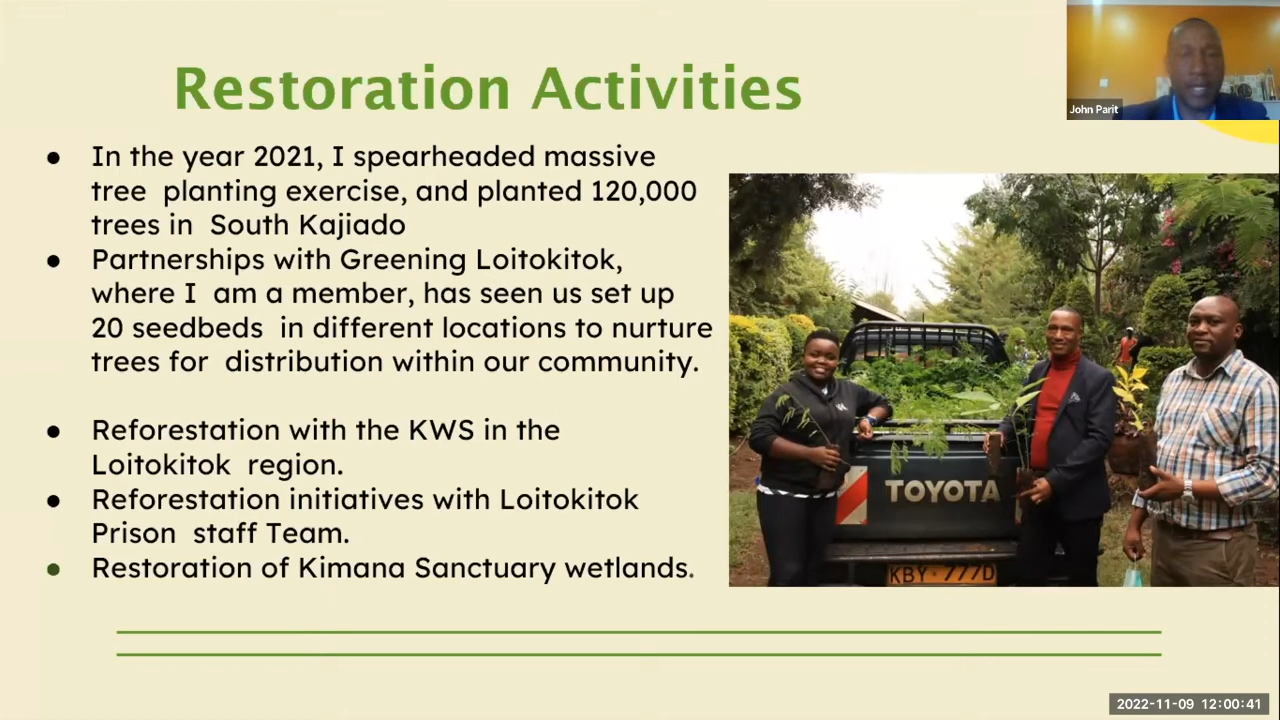 Restoration Activities
John Parit
● In the year 2021, I spearheaded massive
tree planting exercise, and planted 120,000
trees in South Kajiado
● Partnerships with Greening Loitokitok,
where I am a member, has seen us set up
20 seedbeds in different locations to nurture
trees for distribution within our community.
● Reforestation with the KWS in the
Loitokitok region.
● Reforestation initiatives with Loitokitok
Prison staff Team.
● Restoration of Kimana Sanctuary wetlands.
TOYOTA
KBY 777D
2022-11-09 12:00:41